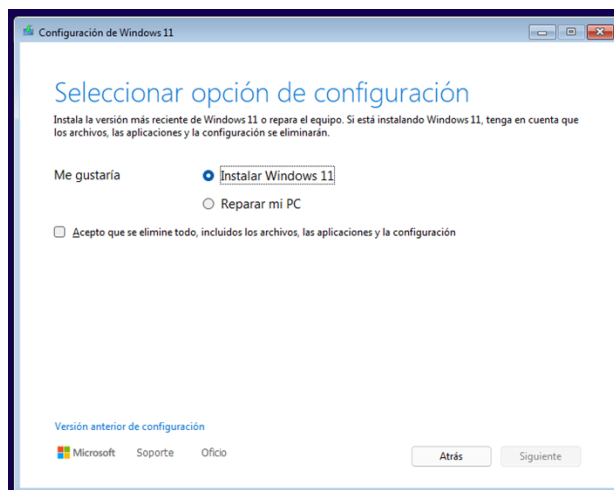 Configuración de Windows 11
Seleccionar opción de configuración
Instala la versión más reciente de Windows 11 o repara el equipo. Si está instalando Windows 11, tenga en cuenta que
los archivos, las aplicaciones y la configuración se eliminarán.
Me gustaría
Instalar Windows 11
Reparar mi PC
Acepto que se elimine todo, incluidos los archivos, las aplicaciones y la configuración
Versión anterior de configuración
Microsoft Soporte Oficio
Atrás Siguiente